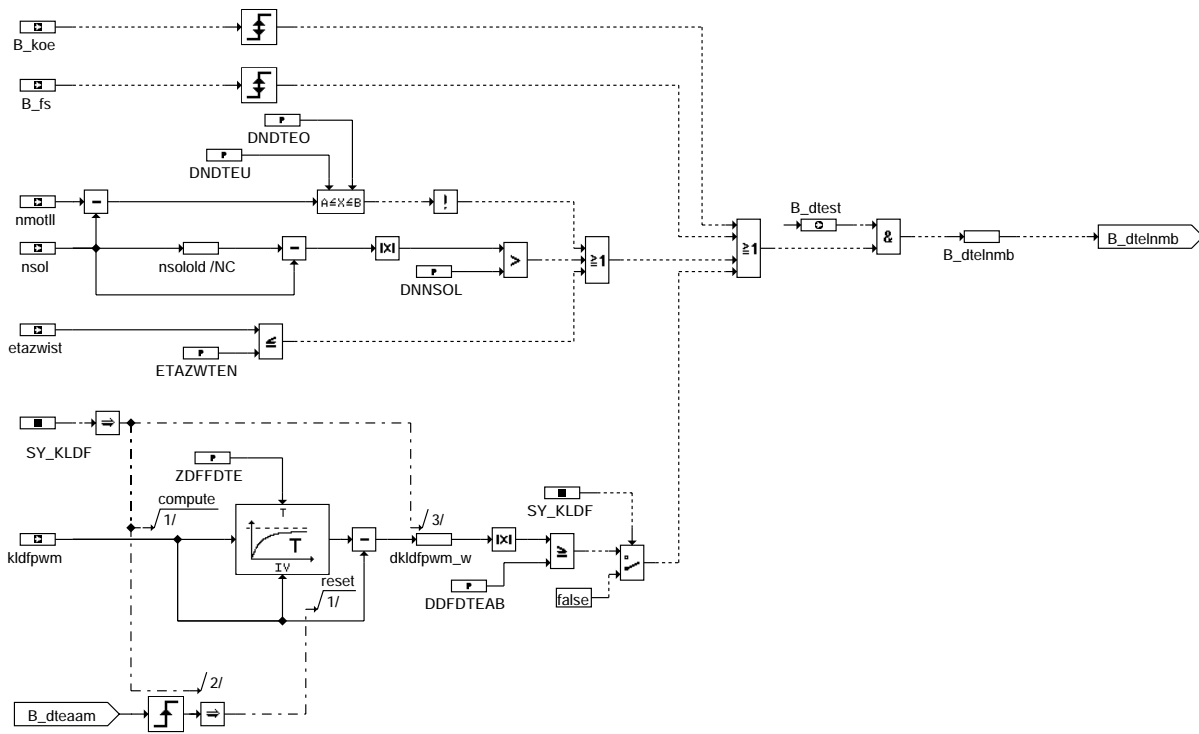 B_koe
B_fs
DNDTEO
DNDTEU
P
P
A≤X≤B
!
nmotll
nsol
nsolold /NC
|X|
DNNSOL
P
>
≥1
≥1
B_dtest
&
B_dtelnmb
B_dtelnmb
etazwist
P
ETAZWTEN
≤
SY_KLDF
P
ZDFFDTE
compute
1/
T
T
IV
kldfpwm
3/
dkldfpwm_w
|X|
P
DDFDTEAB
≥
SY_KLDF
false
reset
1/
2/
B_dteaam